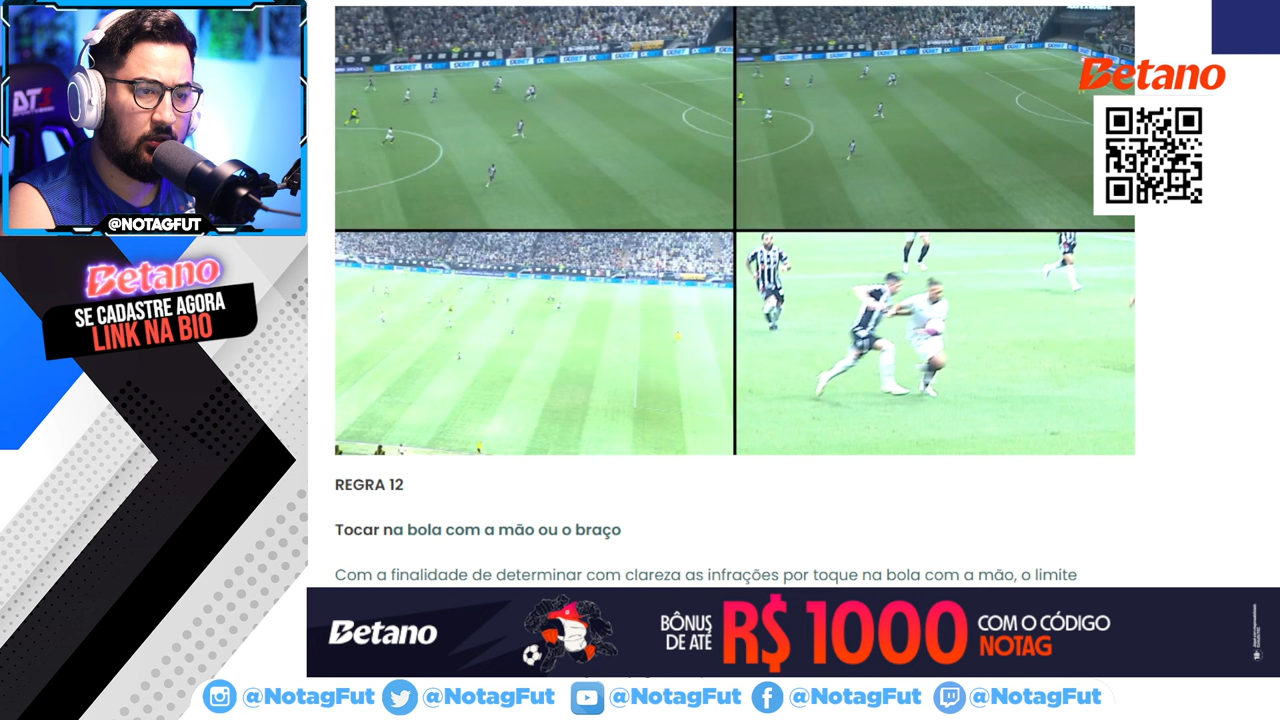 @NOTAGFUT
Betano
SE CADASTRE AGORA
LINK NA BIO
Betano
REGRA 12
Tocar na bola com a mão ou o braço
Com a finalidade de determinar com clareza as infrações por toque na bola com a mão, o limite
Betano
BÔNUS
DE ATÉ
R$ 1000
COM O CÓDIGO
NOTAG
@NotagFut @NotagFut @NotagFut @NotagFut @NotagFut